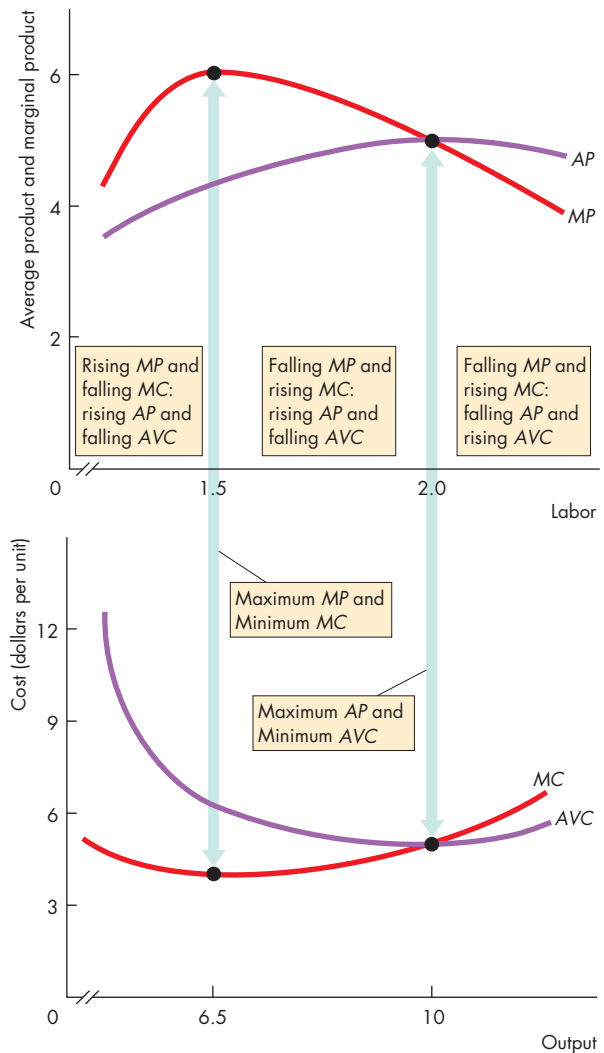 Average product and marginal product
6
4
2
0
AP
MP
Rising MP and
falling MC:
rising AP and
falling AVC
Falling MP and
rising MC:
rising AP and
falling AVC
Falling MP and
rising MC:
falling AP and
rising AVC
1.5
2.0
Labor
Cost (dollars per unit)
12
9
6
3
0
Maximum MP and
Minimum MC
Maximum AP and
Minimum AVC
MC
AVC
6.5
10
Output